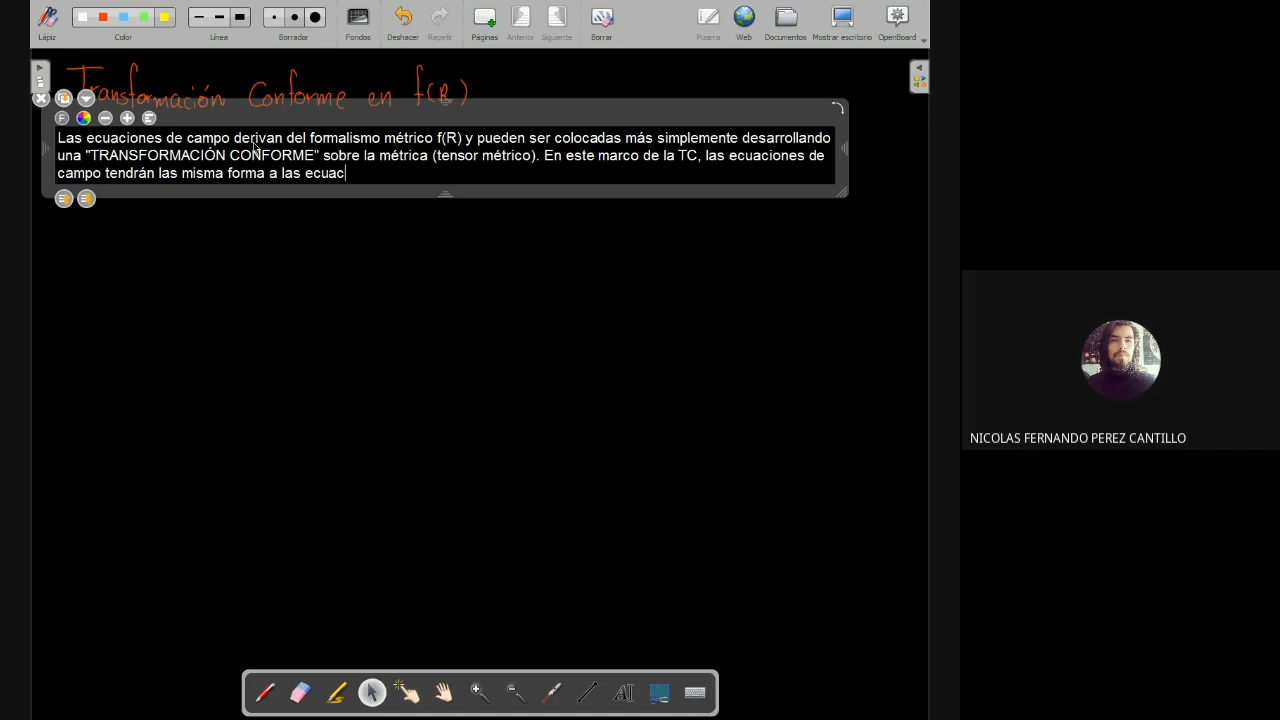 Lápiz Color Línea Borrador Fondos Deshacer Repetir Páginas Anterior Siguiente Borrar Pizarra Web Documentos Mostrar escritorio OpenBoard
Transformación Conforme en f(R)
F
Las ecuaciones de campo derivan del formalismo métrico f(R) y pueden ser colocadas más simplemente desarrollando
una "TRANSFORMACIÓN CONFORME" sobre la métrica (tensor métrico). En este marco de la TC, las ecuaciones de
campo tendrán las misma forma a las ecuac
NICOLAS FERNANDO PEREZ CANTILLO
AI